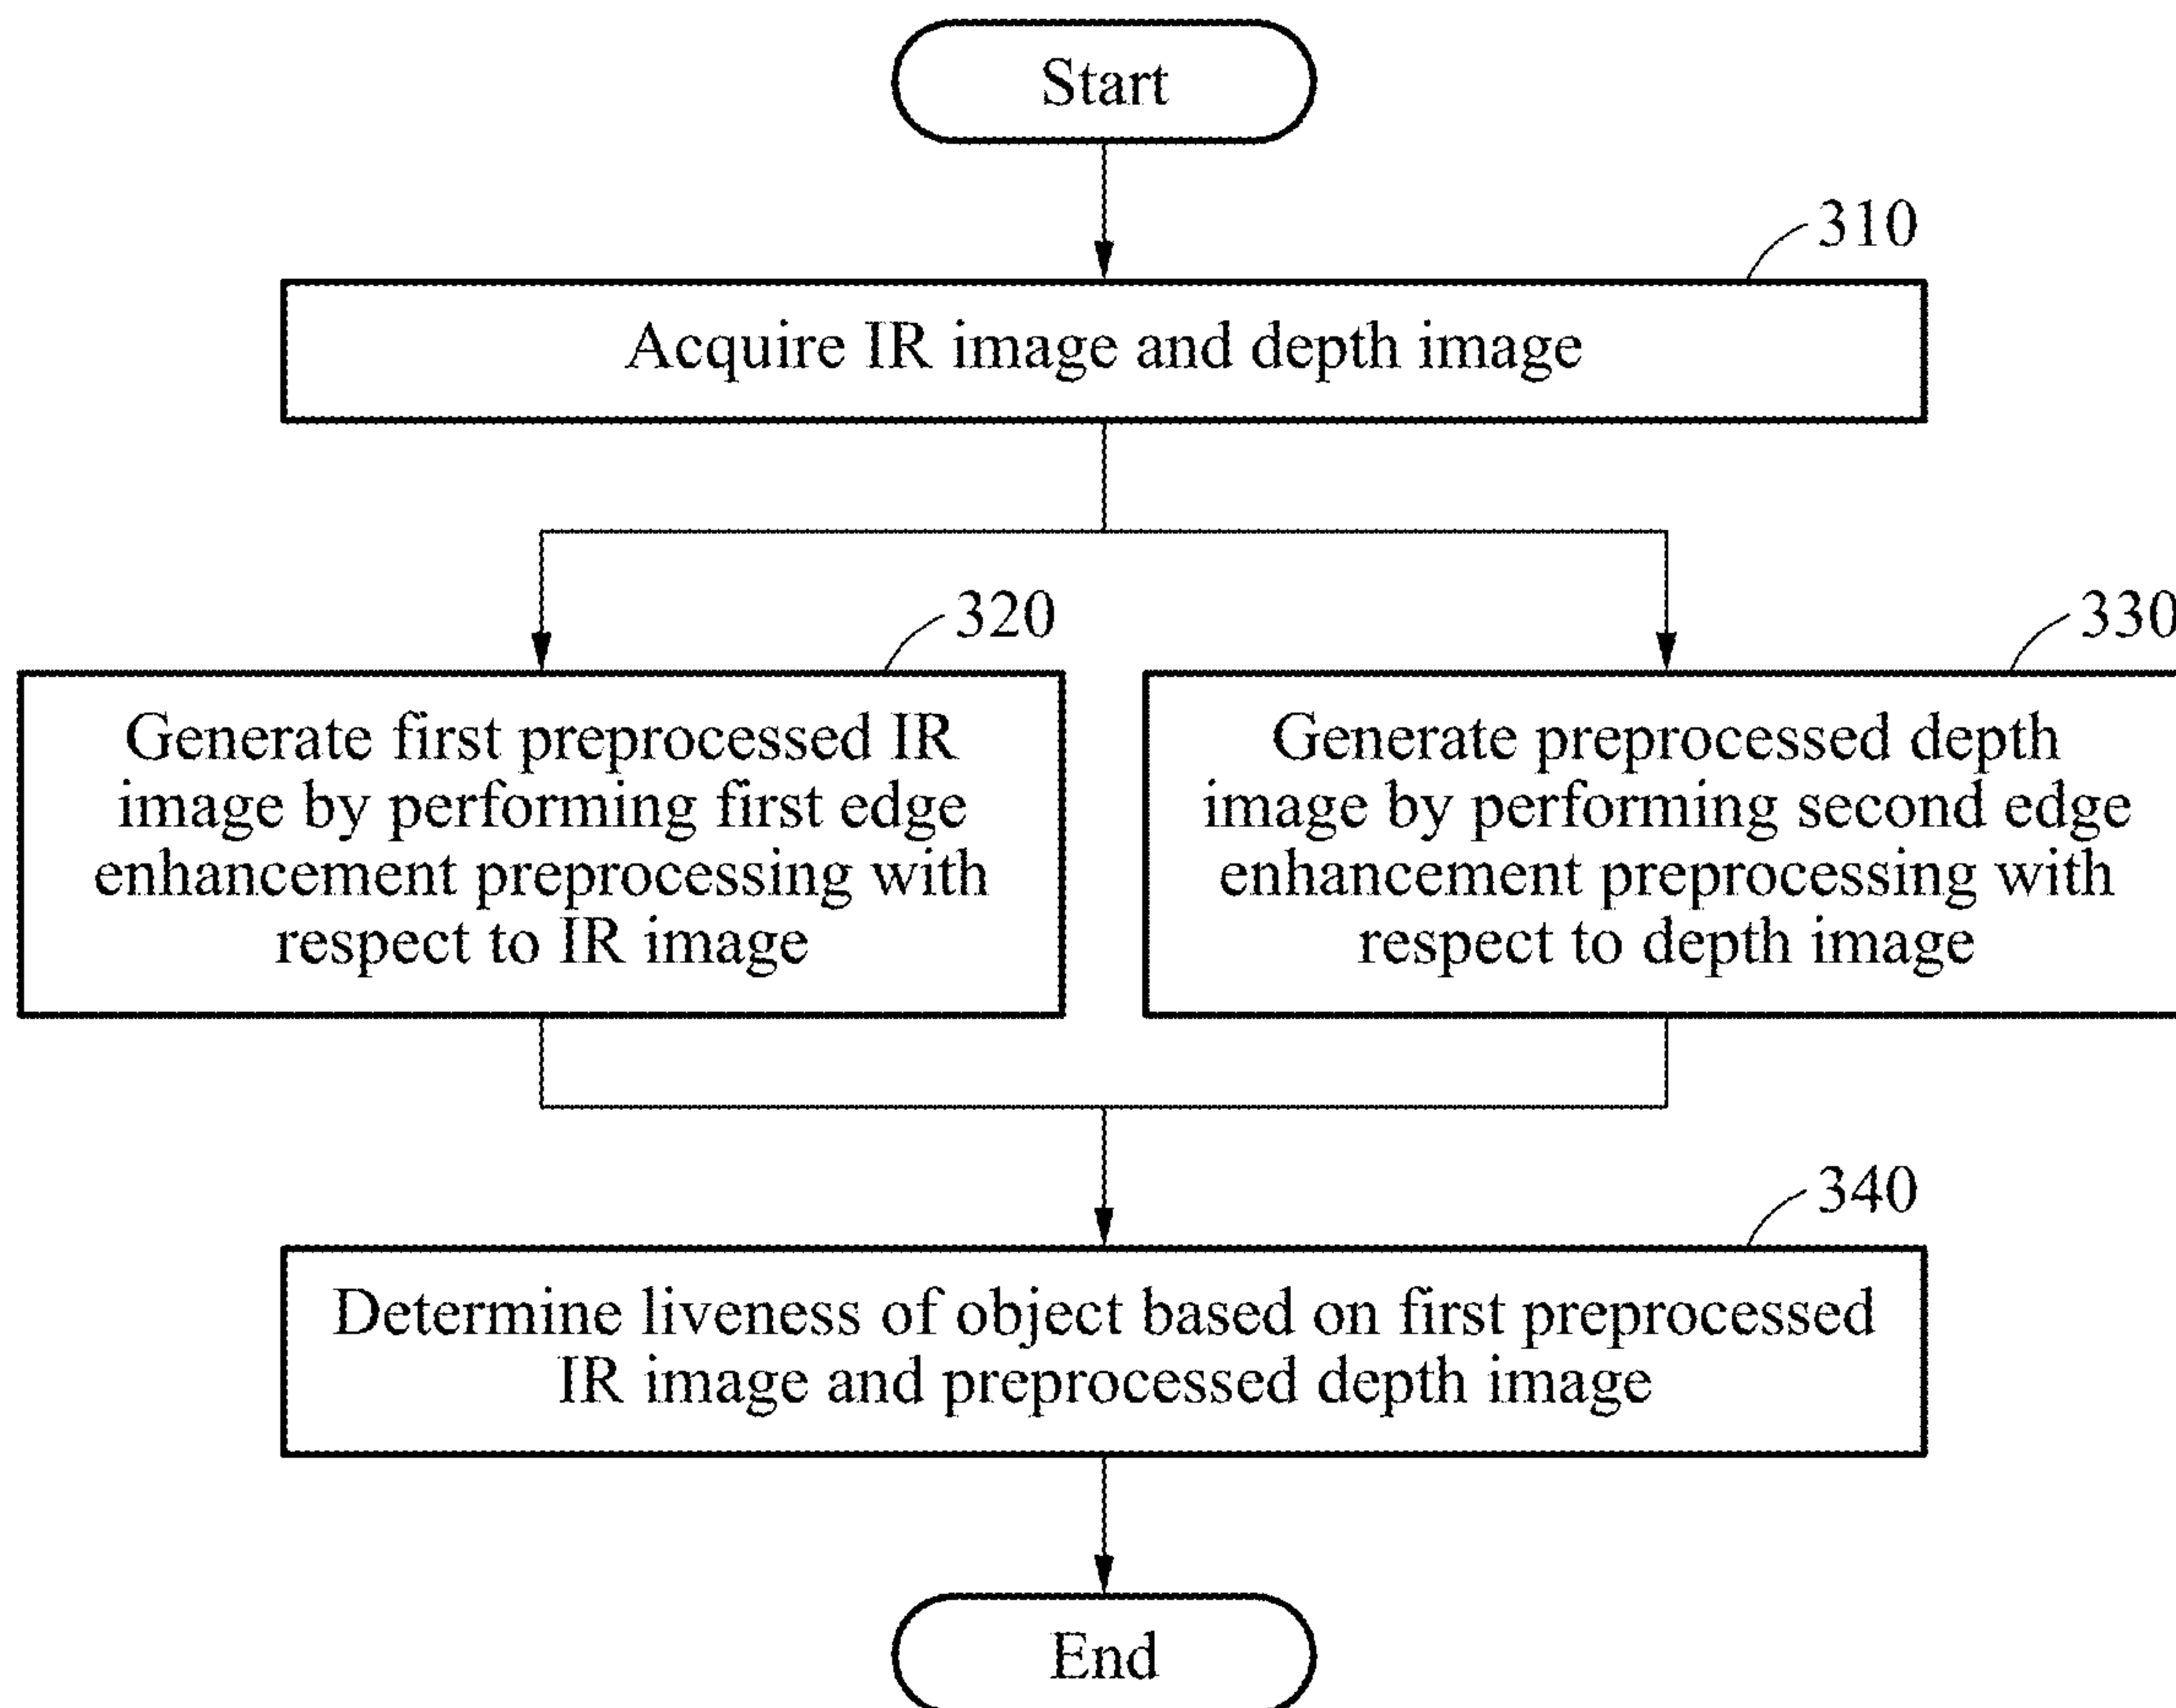 Start
310
Acquire IR image and depth image
320
Generate first preprocessed IR
image by performing first edge
enhancement preprocessing with
respect to IR image
330
Generate preprocessed depth
image by performing second edge
enhancement preprocessing with
respect to depth image
340
Determine liveness of object based on first preprocessed
IR image and preprocessed depth image
End